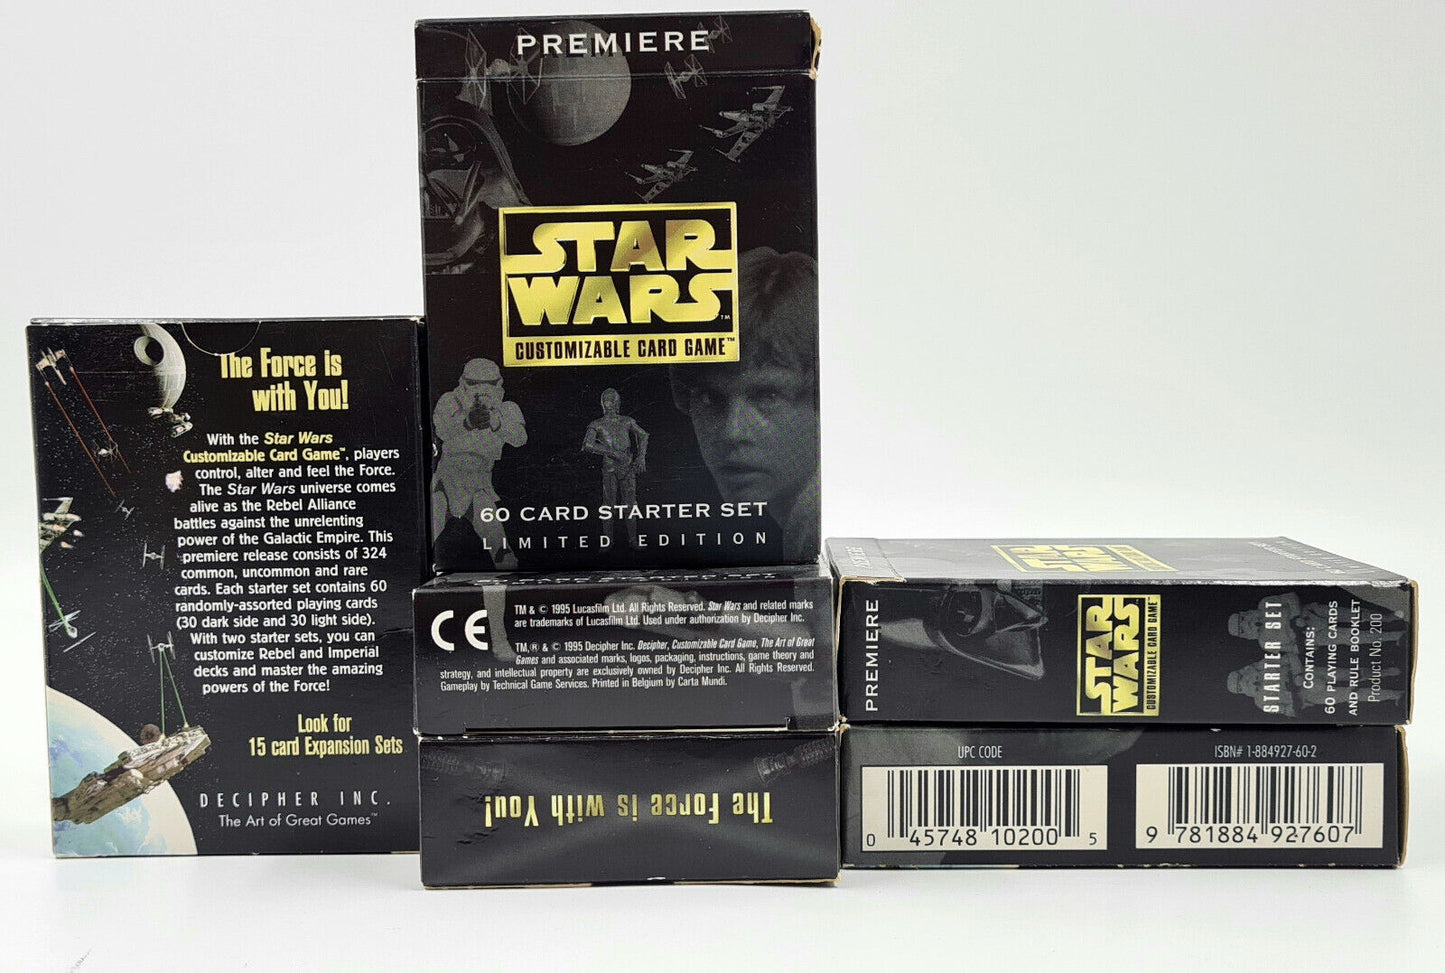 The Force is
with You!
With the Star Wars
Customizable Card Game™, players
control, alter and feel the Force.
The Star Wars universe comes
alive as the Rebel Alliance
battles against the unrelenting
power of the Galactic Empire. This
premiere release consists of 324
common, uncommon and rare
cards. Each starter set contains 60
randomly-assorted playing cards
(30 dark side and 30 light side).
With two starter sets, you can
customize Rebel and Imperial
decks and master the amazing
powers of the Force!
Look for
15 card Expansion Sets
DECIPHER INC.
The Art of Great Games™
PREMIERE
STAR
WARS™
CUSTOMIZABLE CARD GAME™
60 CARD STARTER SET
LIMITED EDITION
CE
TM & © 1995 Lucasfilm Ltd. All Rights Reserved. Star Wars and related marks
are trademarks of Lucasfilm Ltd. Used under authorization by Decipher Inc.
TM,® & © 1995 Decipher Inc. Decipher, Customizable Card Game, The Art of Great
Games and associated marks, logos, packaging, instructions, game theory and
strategy, and intellectual property are exclusively owned by Decipher Inc. All Rights Reserved.
Gameplay by Technical Game Services. Printed in Belgium by Carta Mundi.
The Force is with You!
PREMIERE
STAR
WARS
PREMIERE
STAR
WARS
CUSTOMIZABLE CARD GAME™
STARTER SET
CONTAINS:
60 PLAYING CARDS
AND RULE BOOKLET
Product No. 200
UPC CODE
0 45748 10200 5
ISBN# 1-884927-60-2
9 781884 927607